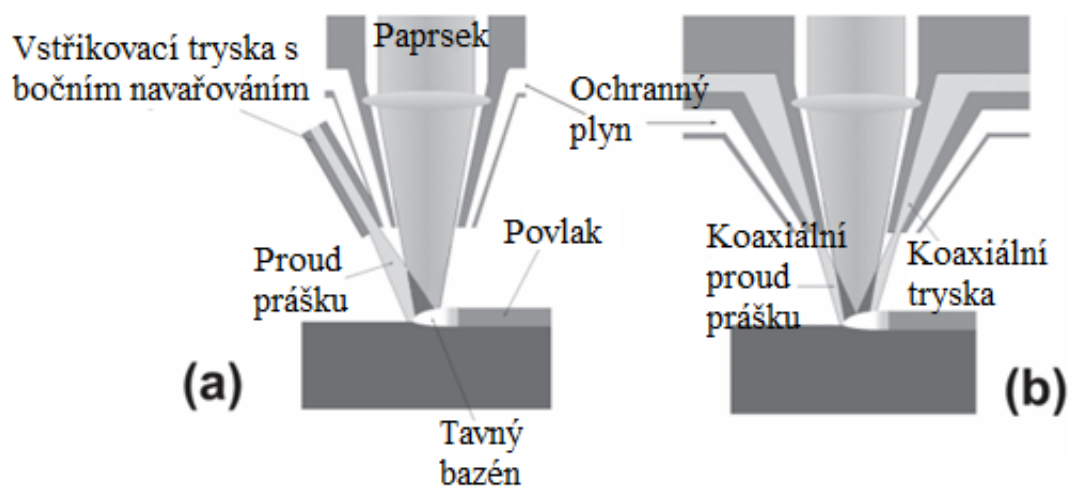 Vstřikovací tryska s
bočním navařováním
Paprsek
Ochranný
plyn
Proud
prášku
Povlak
Koaxiální
proud
prášku
Koaxiální
tryska
(a)
Tavný
bazén
(b)